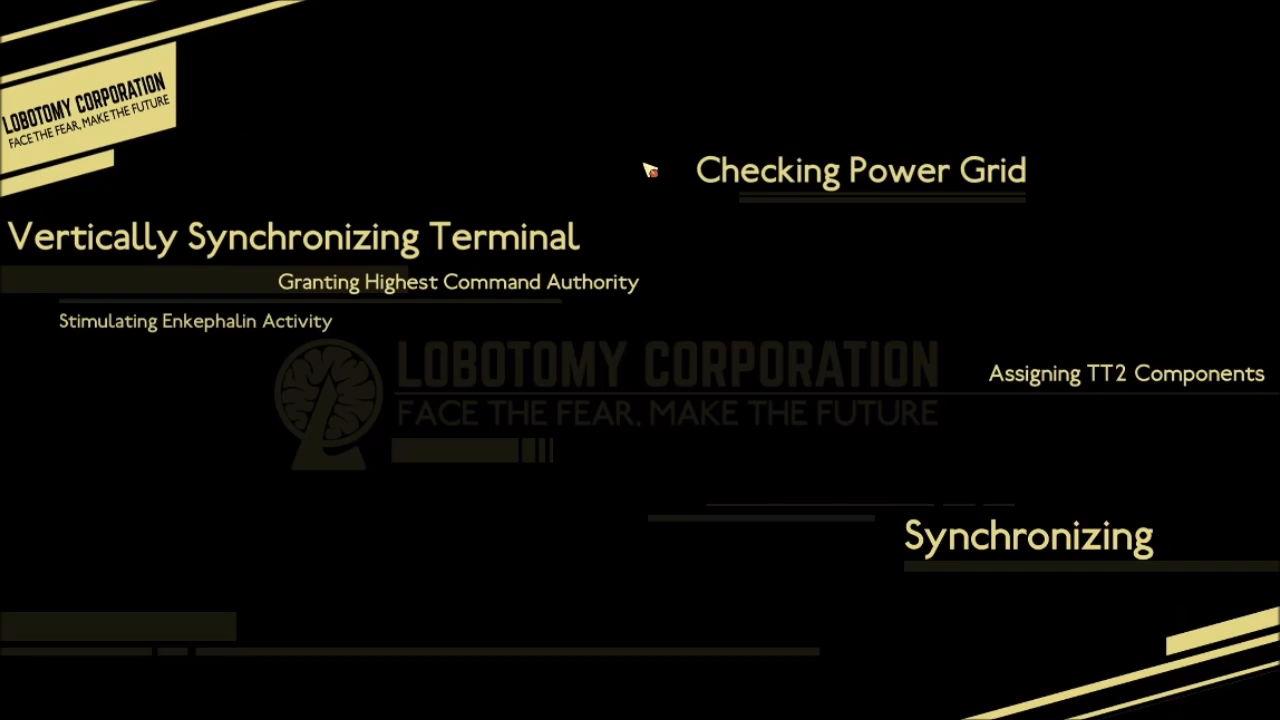 LOBOTOMY CORPORATION
FACE THE FEAR, MAKE THE FUTURE
Checking Power Grid
Vertically Synchronizing Terminal
Granting Highest Command Authority
Stimulating Enkephalin Activity
LOBOTOMY CORPORATION
FACE THE FEAR, MAKE THE FUTURE
Assigning TT2 Components
Synchronizing